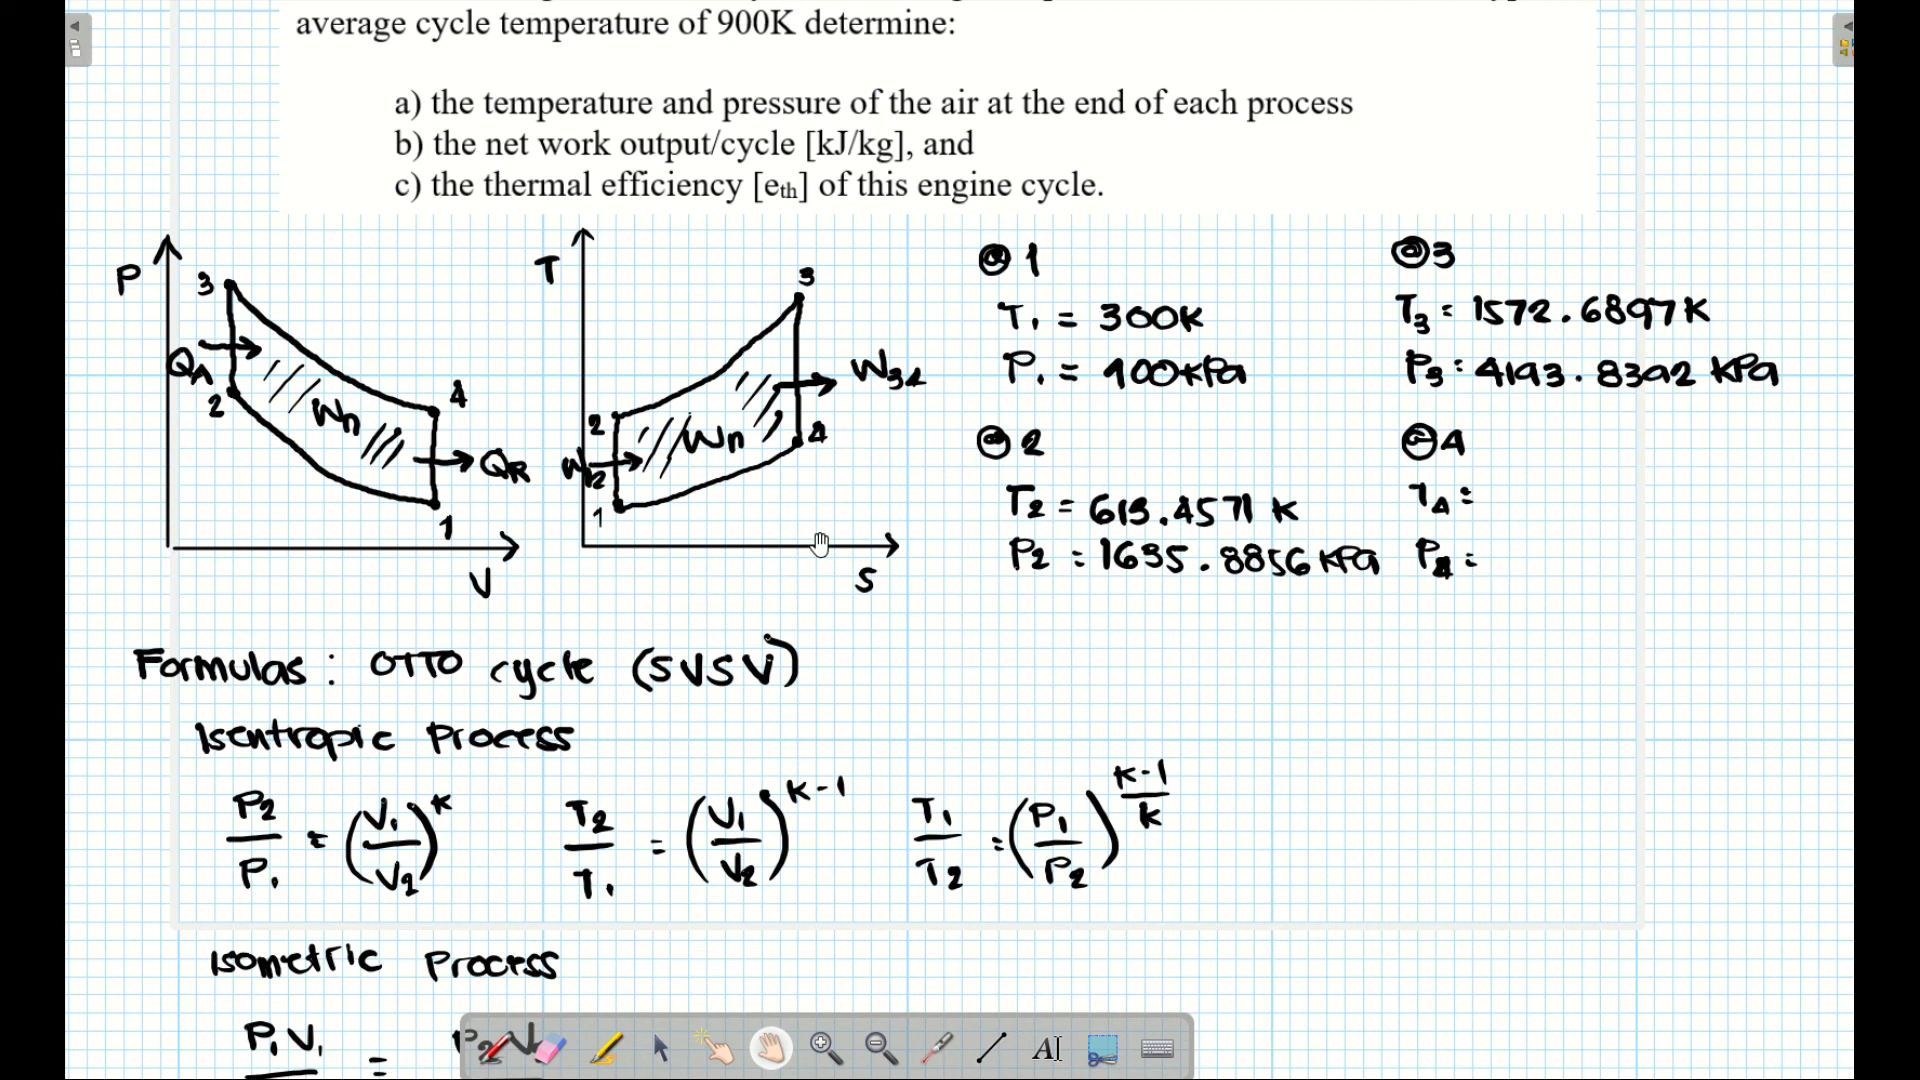 average cycle temperature of 900K determine:
a) the temperature and pressure of the air at the end of each process
b) the net work output/cycle [kJ/kg], and
c) the thermal efficiency [eth] of this engine cycle.
P
3
QA
2
Wn
4
QR
1
V
T
3
W34
2
Wn
4
W12
1
S
@ 1
T1 = 300K
P1 = 100kPa
@ 2
T2 = 613.4571 K
P2 = 1635.8856 kPa
@3
T3 = 1572.6897K
P3 = 4193.8392 kPa
@4
T4 =
P4 =
Formulas : OTTO cycle (SVSV)
Isentropic Process
P2/P1 = (V1/V2)^k T2/T1 = (V1/V2)^k-1 T1/T2 = (P1/P2)^k-1/k
Isometric Process
P1V1 =
AI